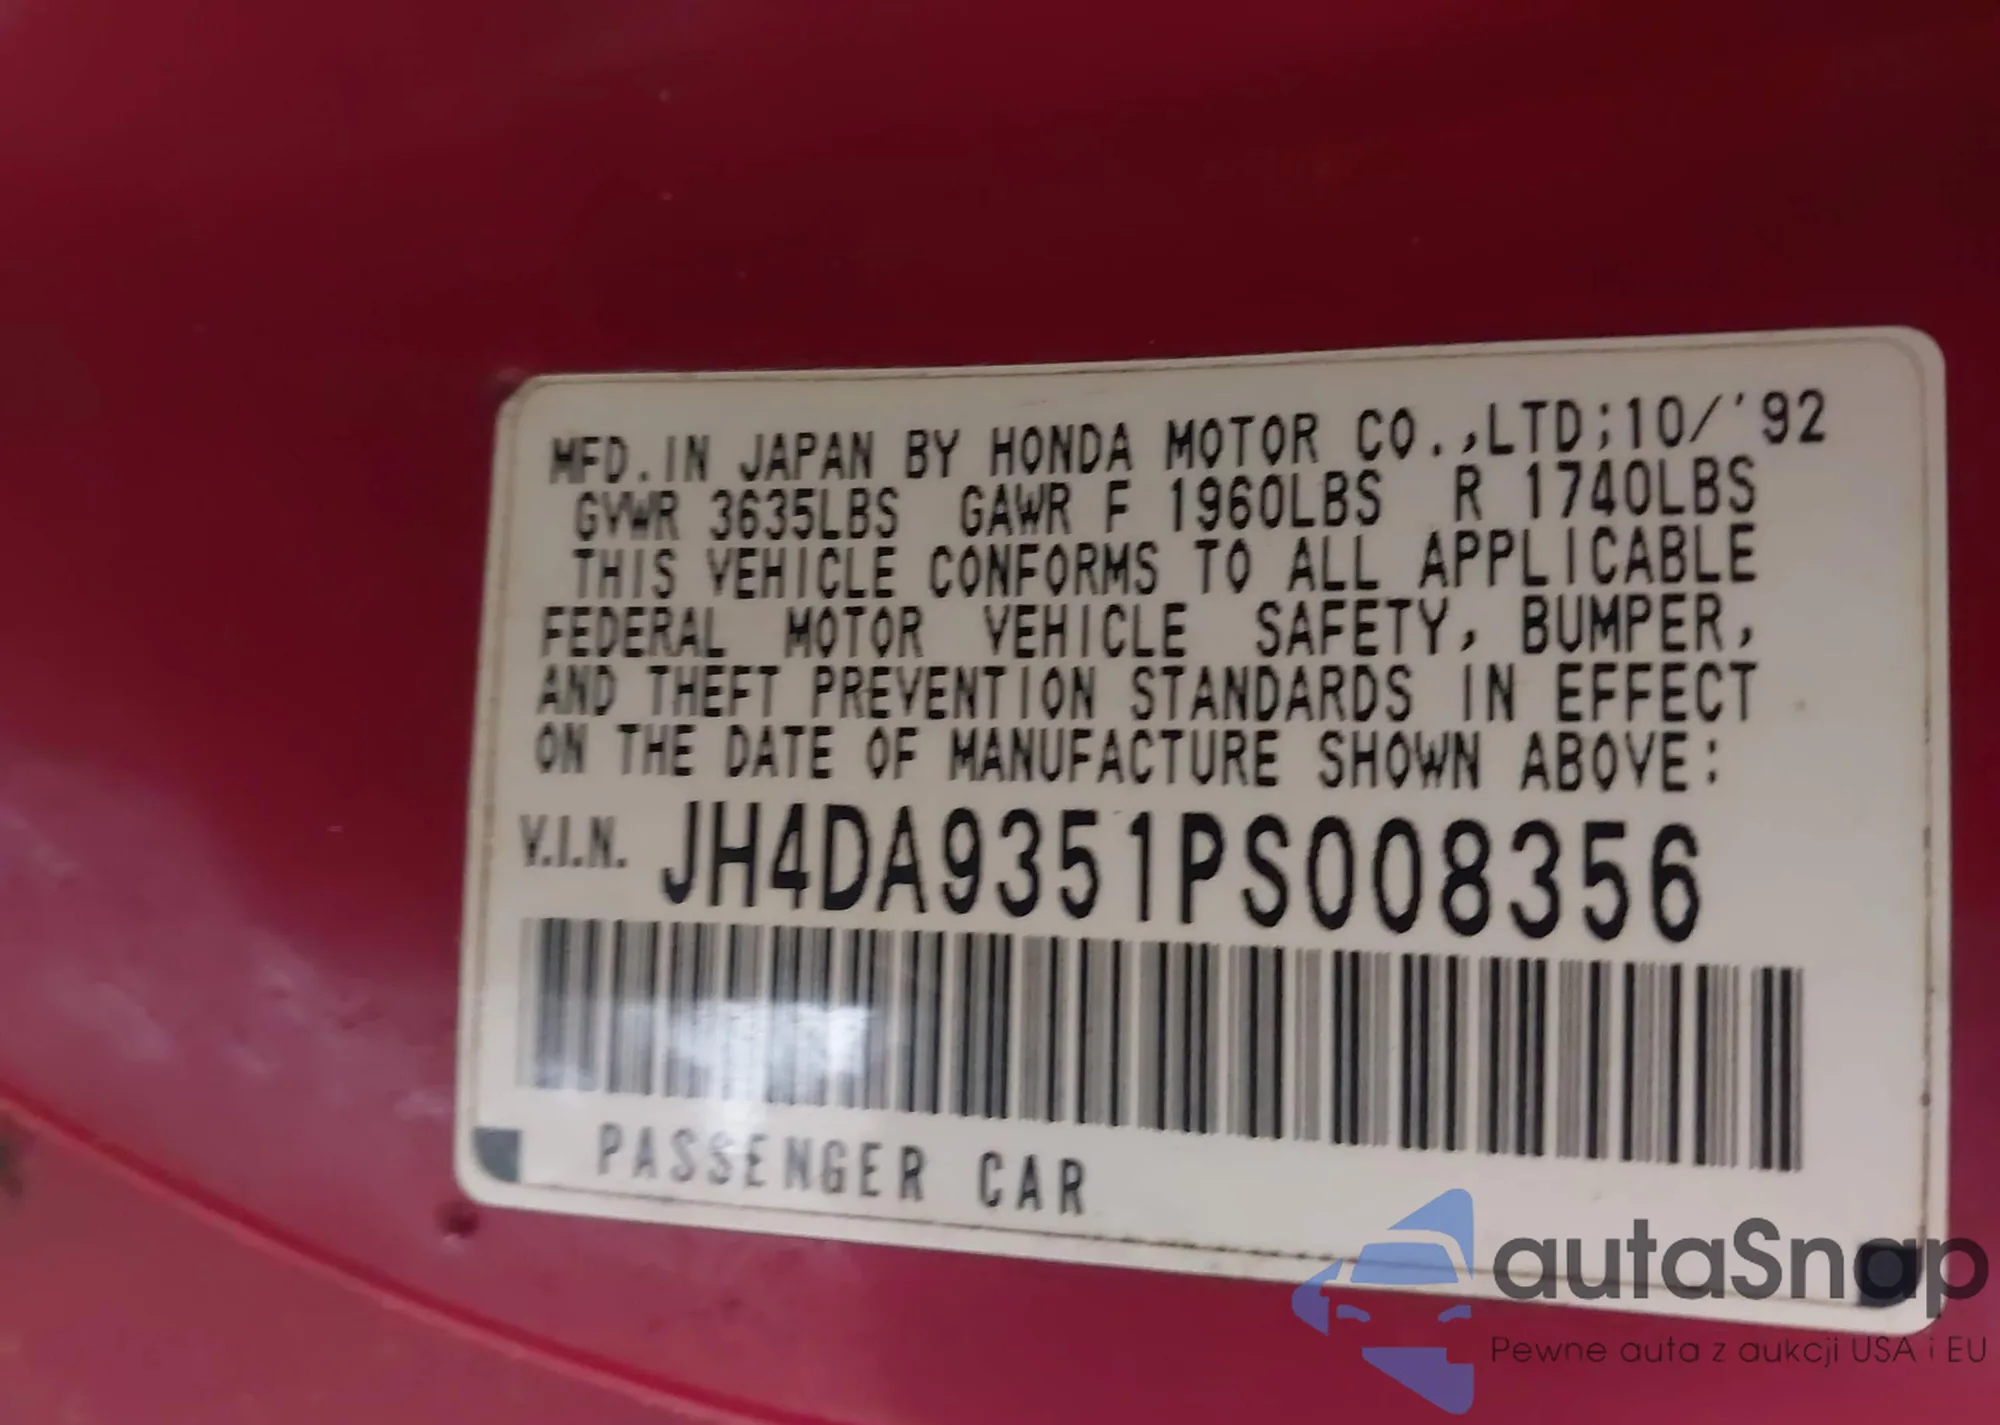 MFD.IN JAPAN BY HONDA MOTOR CO.,LTD;10/'92
GVWR 3635LBS GAWR F 1960LBS R 1740LBS
THIS VEHICLE CONFORMS TO ALL APPLICABLE
FEDERAL MOTOR VEHICLE SAFETY, BUMPER,
AND THEFT PREVENTION STANDARDS IN EFFECT
ON THE DATE OF MANUFACTURE SHOWN ABOVE:
V.I.N. JH4DA9351PS008356
PASSENGER CAR
autaSnap
Pewne auta z aukcji USA i EU